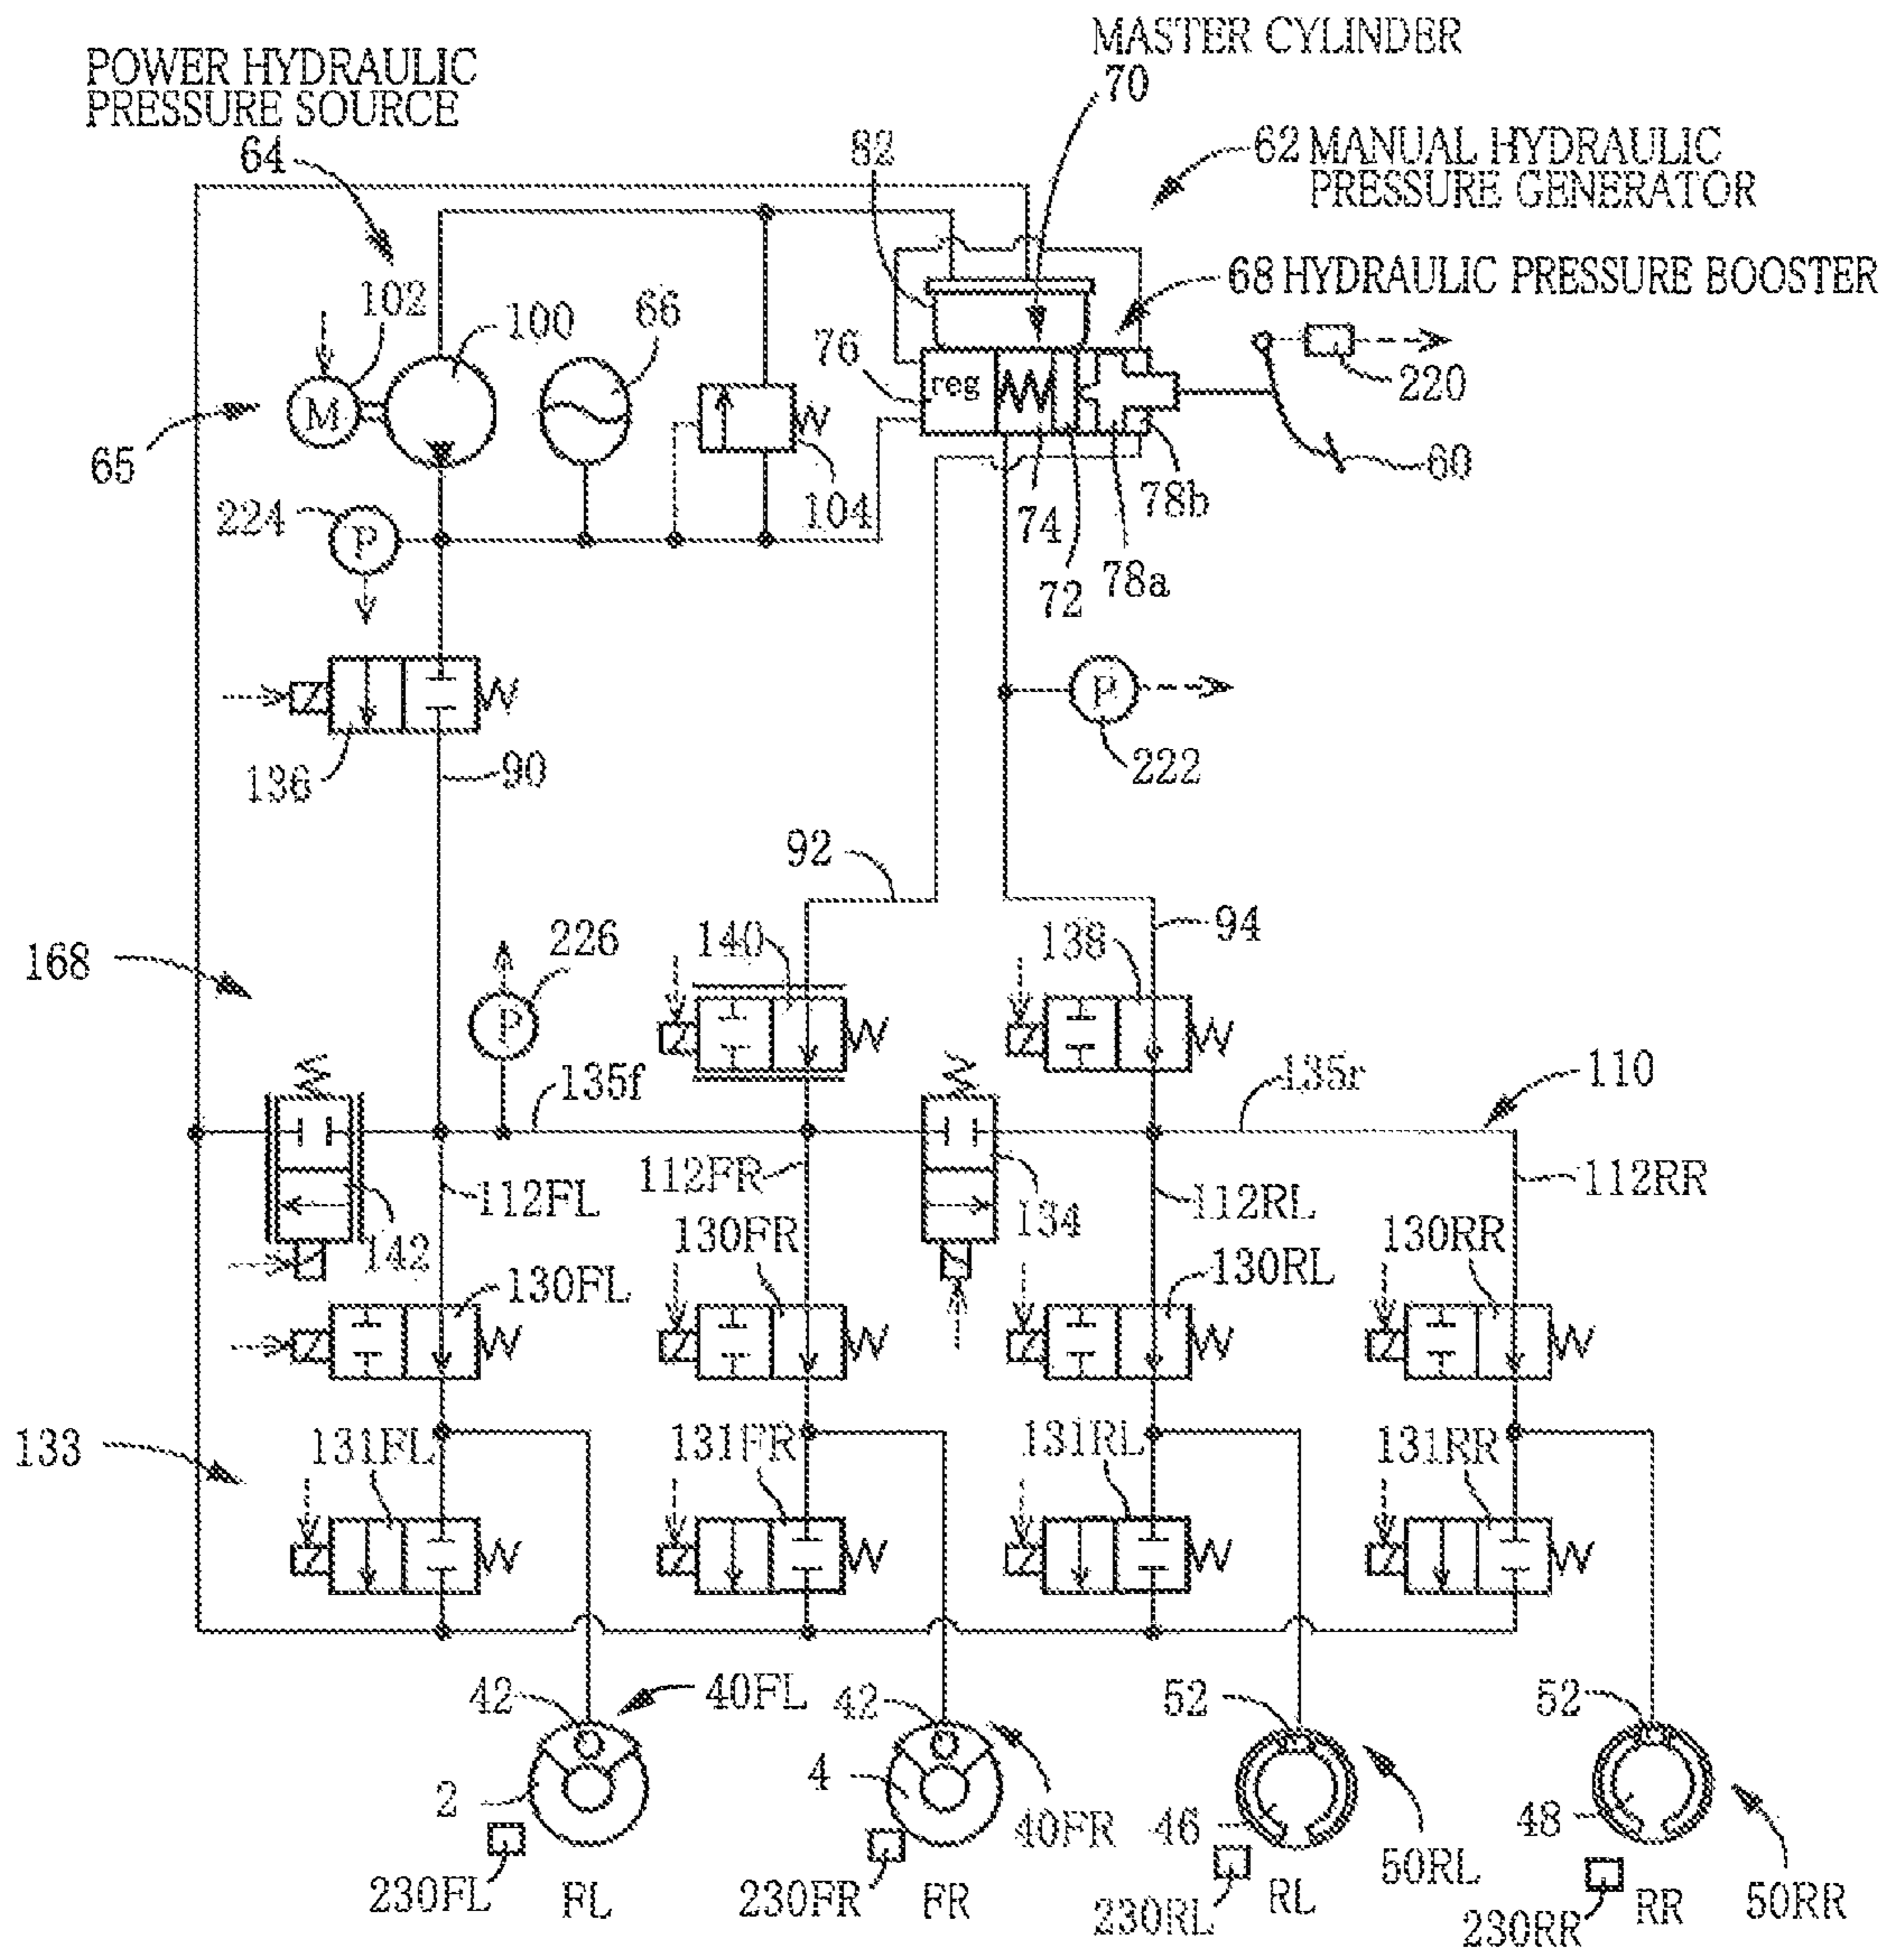 MASTER CYLINDER
70
POWER HYDRAULIC
PRESSURE SOURCE
64
82
62 MANUAL HYDRAULIC
PRESSURE GENERATOR
68 HYDRAULIC PRESSURE BOOSTER
102
100
66
76
reg
220
M
65
60
104
74
78b
224
P
72
78a
P
222
136
90
92
94
226
140
138
168
P
135f
135r
110
112FL
112FR
134
112RL
112RR
142
130FL
130FR
130RL
130RR
133
131FL
131FR
131RL
131RR
42
40FL
42
52
52
2
4
40FR
46
50RL
48
50RR
230FL
FL
230FR
FR
230RL
RL
230RR
RR